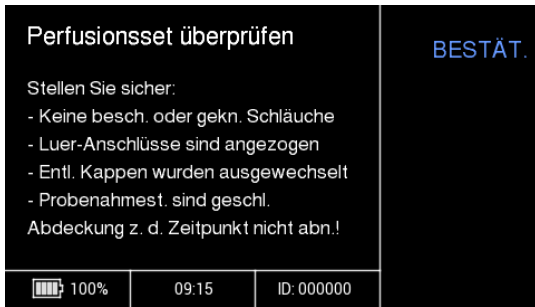 Perfusionsset überprüfen
BESTÄT.
Stellen Sie sicher:
- Keine besch. oder gekn. Schläuche
- Luer-Anschlüsse sind angezogen
- Entl. Kappen wurden ausgewechselt
- Probenahmest. sind geschl.
Abdeckung z. d. Zeitpunkt nicht abn.!
100%
09:15
ID: 000000